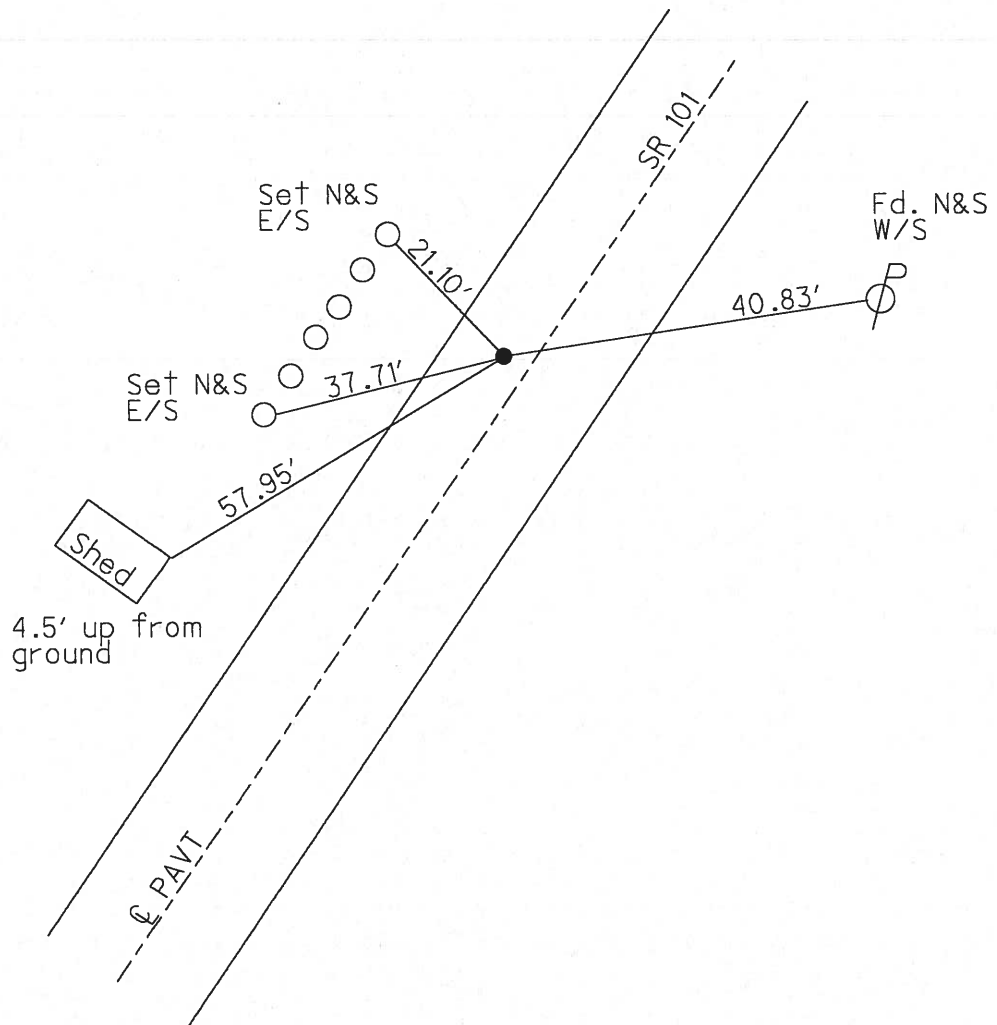 SR 101
Set N&S
E/S
21.10'
Fd. N&S
W/S
P
40.83'
Set N&S
E/S
37.71'
57.95'
Shed
4.5' up from
ground
℄ PAVT